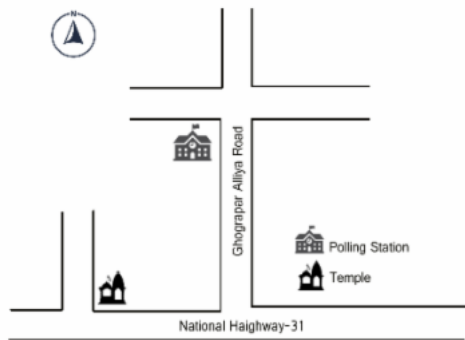 N
Ghograpar Alliya Road
Polling Station
Temple
National Haighway-31